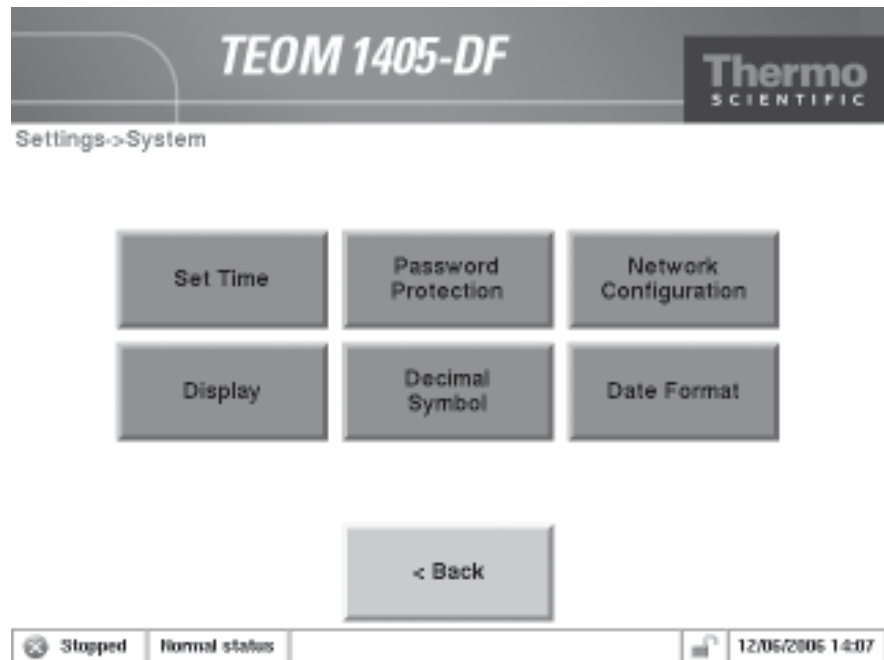 TEOM 1405-DF
Thermo
SCIENTIFIC
Settings->System
Set Time
Password
Protection
Network
Configuration
Display
Decimal
Symbol
Date Format
< Back
Stopped
Normal status
12/06/2006 14:07